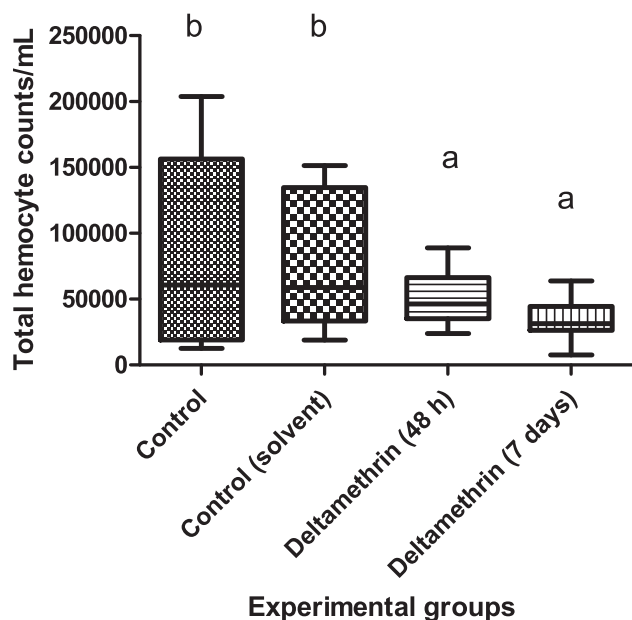 b
b
a
a
250000
200000
150000
100000
50000
0
Total hemocyte counts/mL
Control
Control (solvent)
Deltamethrin (48 h)
Deltamethrin (7 days)
Experimental groups